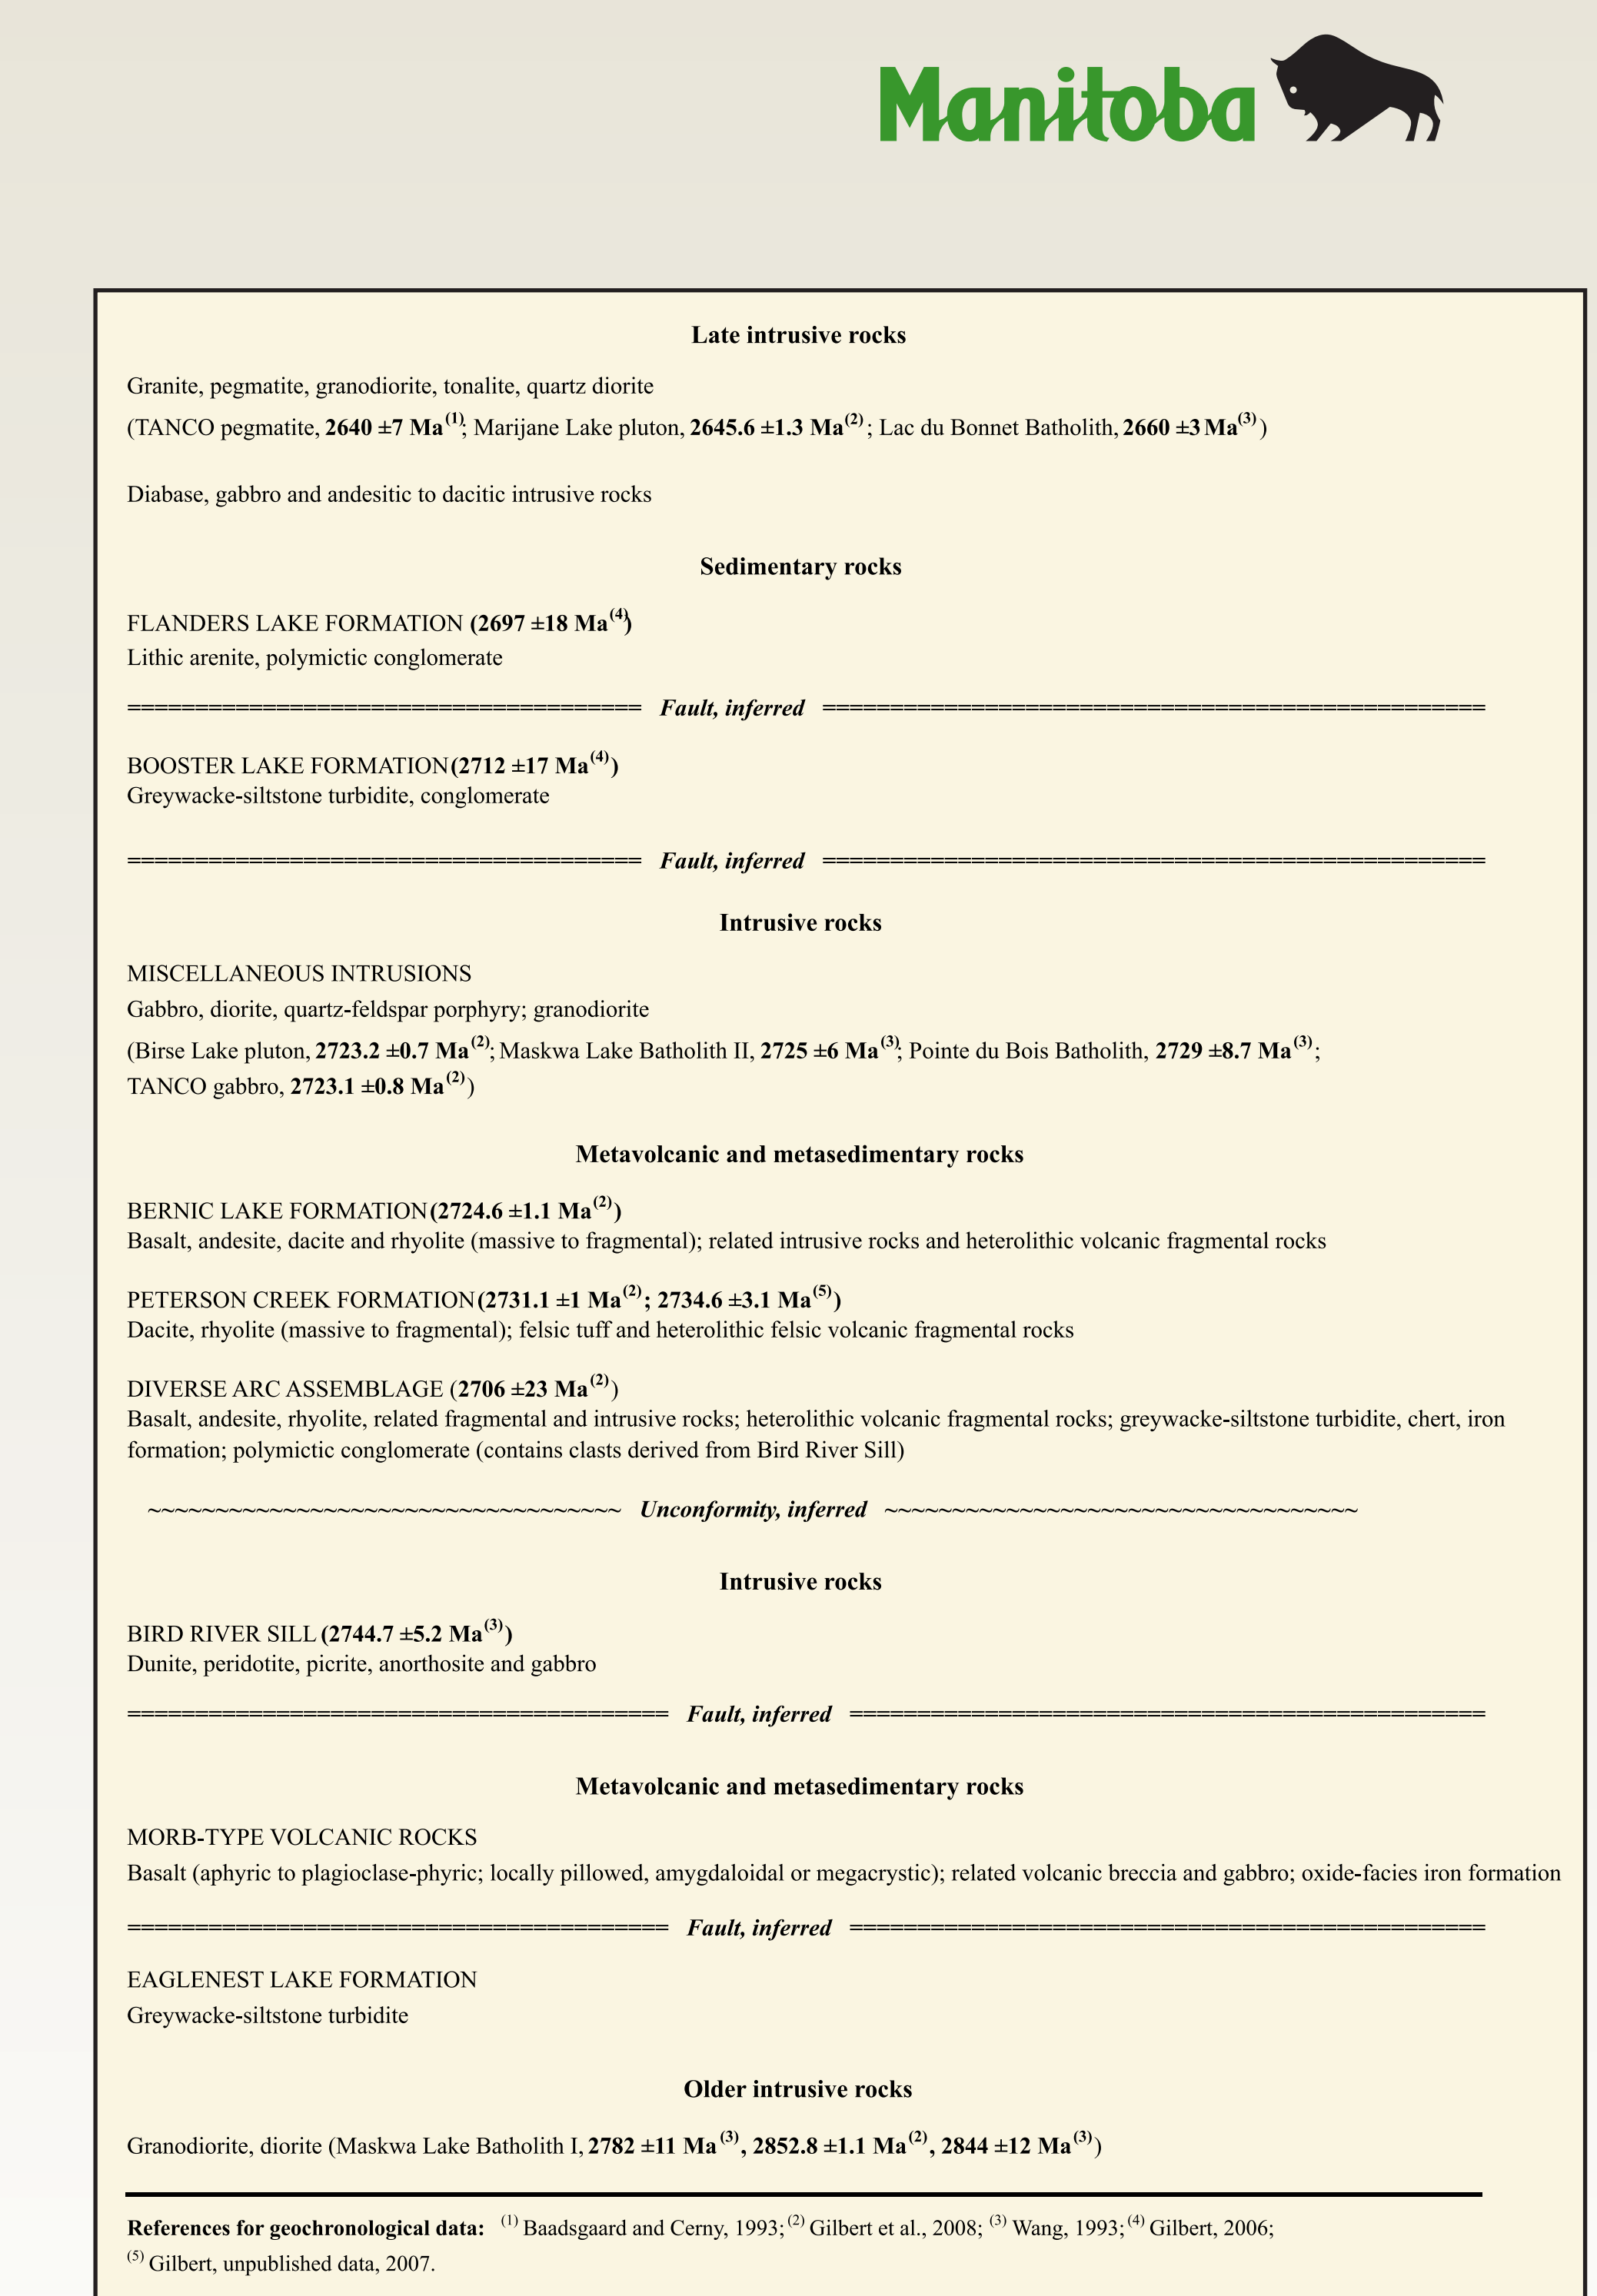 Manitoba
Late intrusive rocks
Granite, pegmatite, granodiorite, tonalite, quartz diorite
(TANCO pegmatite, 2640 ±7 Ma(1); Marijane Lake pluton, 2645.6 ±1.3 Ma(2); Lac du Bonnet Batholith, 2660 ±3 Ma(3))
Diabase, gabbro and andesitic to dacitic intrusive rocks
Sedimentary rocks
FLANDERS LAKE FORMATION (2697 ±18 Ma(4))
Lithic arenite, polymictic conglomerate
====================================== Fault, inferred =================================================
BOOSTER LAKE FORMATION (2712 ±17 Ma(4))
Greywacke-siltstone turbidite, conglomerate
====================================== Fault, inferred =================================================
Intrusive rocks
MISCELLANEOUS INTRUSIONS
Gabbro, diorite, quartz-feldspar porphyry; granodiorite
(Birse Lake pluton, 2723.2 ±0.7 Ma(2); Maskwa Lake Batholith II, 2725 ±6 Ma(3); Pointe du Bois Batholith, 2729 ±8.7 Ma(3);
TANCO gabbro, 2723.1 ±0.8 Ma(2))
Metavolcanic and metasedimentary rocks
BERNIC LAKE FORMATION (2724.6 ±1.1 Ma(2))
Basalt, andesite, dacite and rhyolite (massive to fragmental); related intrusive rocks and heterolithic volcanic fragmental rocks
PETERSON CREEK FORMATION (2731.1 ±1 Ma(2); 2734.6 ±3.1 Ma(5))
Dacite, rhyolite (massive to fragmental); felsic tuff and heterolithic felsic volcanic fragmental rocks
DIVERSE ARC ASSEMBLAGE (2706 ±23 Ma(2))
Basalt, andesite, rhyolite, related fragmental and intrusive rocks; heterolithic volcanic fragmental rocks; greywacke-siltstone turbidite, chert, iron
formation; polymictic conglomerate (contains clasts derived from Bird River Sill)
~~~~~~~~~~~~~~~~~~~~~~~~~~~~~~~~~~~ Unconformity, inferred ~~~~~~~~~~~~~~~~~~~~~~~~~~~~~~~~~~~
Intrusive rocks
BIRD RIVER SILL (2744.7 ±5.2 Ma(3))
Dunite, peridotite, picrite, anorthosite and gabbro
======================================== Fault, inferred ===============================================
Metavolcanic and metasedimentary rocks
MORB-TYPE VOLCANIC ROCKS
Basalt (aphyric to plagioclase-phyric; locally pillowed, amygdaloidal or megacrystic); related volcanic breccia and gabbro; oxide-facies iron formation
======================================== Fault, inferred ===============================================
EAGLENEST LAKE FORMATION
Greywacke-siltstone turbidite
Older intrusive rocks
Granodiorite, diorite (Maskwa Lake Batholith I, 2782 ±11 Ma(3), 2852.8 ±1.1 Ma(2), 2844 ±12 Ma(3))
References for geochronological data: (1) Baadsgaard and Cerny, 1993; (2) Gilbert et al., 2008; (3) Wang, 1993; (4) Gilbert, 2006;
(5) Gilbert, unpublished data, 2007.